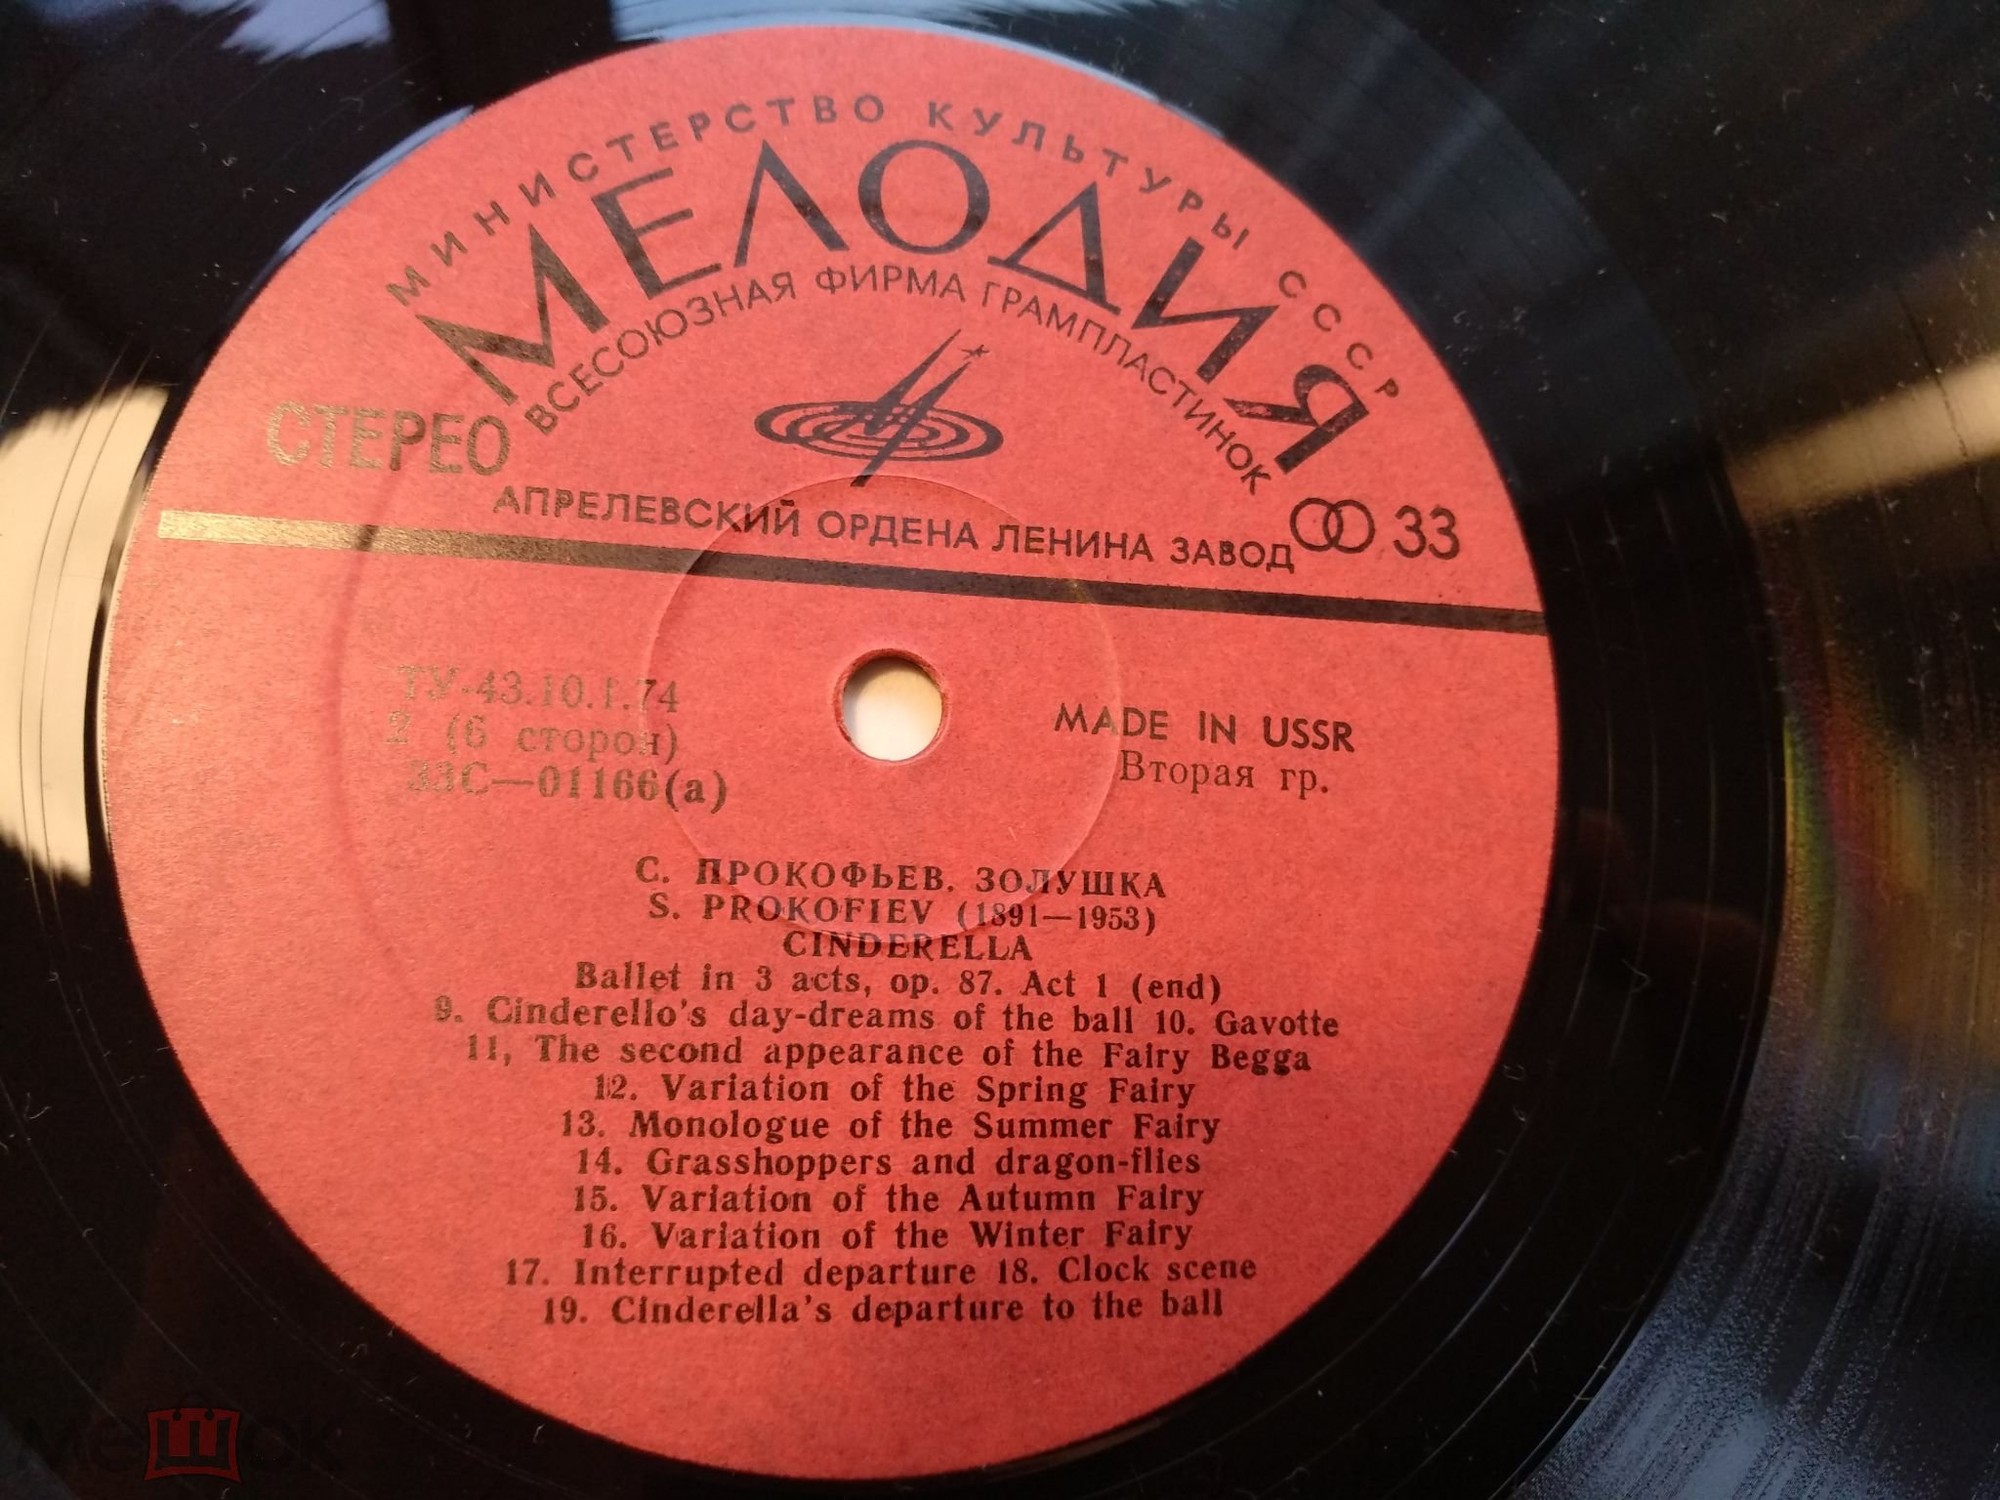 МИНИСТЕРСТВО КУЛЬТУРЫ СССР
МЕЛОДИЯ
ВСЕСОЮЗНАЯ ФИРМА ГРАМПЛАСТИНОК
СТЕРЕО
33
АПРЕЛЕВСКИЙ ОРДЕНА ЛЕНИНА ЗАВОД
ТУ-43.10.1.74
2 (6 сторон)
33С—01166(а)
MADE IN USSR
Вторая гр.
С. ПРОКОФЬЕВ. ЗОЛУШКА
S. PROKOFIEV (1891—1953)
CINDERELLA
Ballet in 3 acts, op. 87. Act 1 (end)
9. Cinderello's day-dreams of the ball 10. Gavotte
11, The second appearance of the Fairy Begga
12. Variation of the Spring Fairy
13. Monologue of the Summer Fairy
14. Grasshoppers and dragon-flies
15. Variation of the Autumn Fairy
16. Variation of the Winter Fairy
17. Interrupted departure 18. Clock scene
19. Cinderella's departure to the ball
мешок